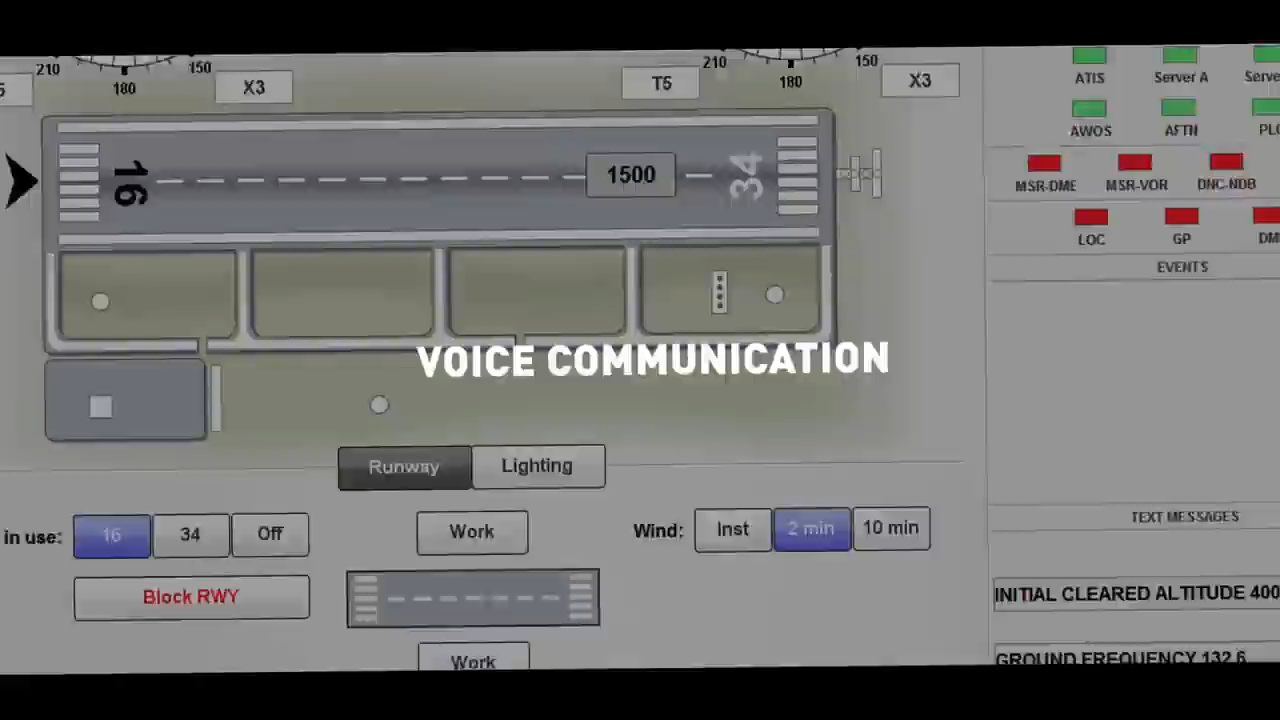 210
150
210
150
180
180
5
X3
T5
X3
ATIS
Server A
AWOS
AFTN
16
1500
34
MSR-DME
MSR-VOR
DNC-NDB
LOC
GP
EVENTS
VOICE COMMUNICATION
Runway
Lighting
in use:
16
34
Off
Work
Wind:
Inst
2 min
10 min
Block RWY
Work
TEXT MESSAGES
INITIAL CLEARED ALTITUDE 400
GROUND FREQUENCY 132.6